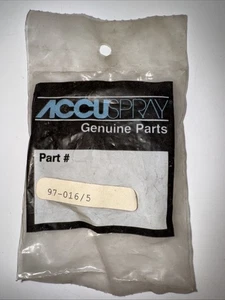 ACCUSPRAY
Genuine Parts
Part #
97-016/5